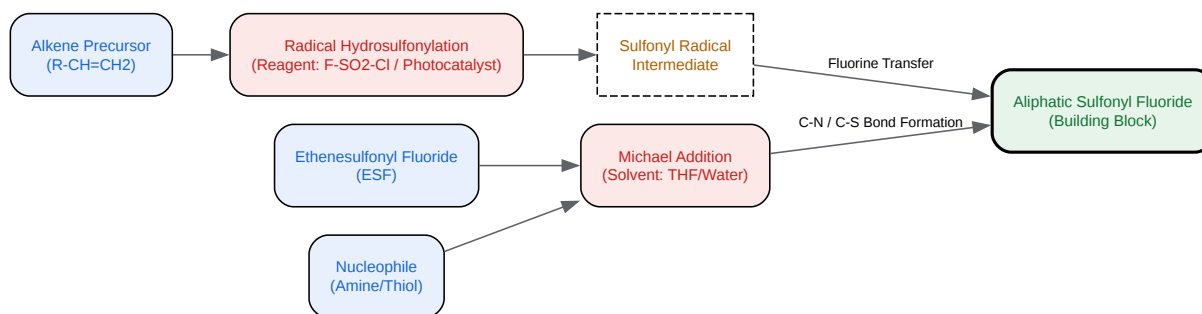 Alkene Precursor
(R-CH=CH2)
Radical Hydrosulfonylation
(Reagent: F-SO2-Cl / Photocatalyst)
Sulfonyl Radical
Intermediate
Fluorine Transfer
Aliphatic Sulfonyl Fluoride
(Building Block)
C-N / C-S Bond Formation
Ethenesulfonyl Fluoride
(ESF)
Michael Addition
(Solvent: THF/Water)
Nucleophile
(Amine/Thiol)